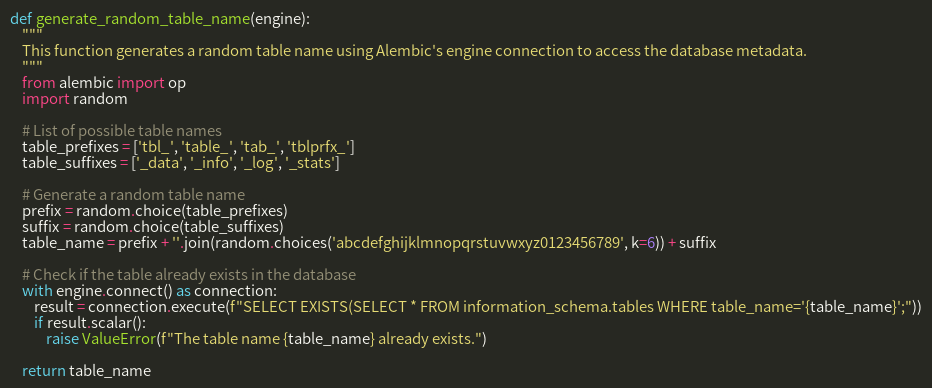 def generate_random_table_name(engine):
"""
This function generates a random table name using Alembic's engine connection to access the database metadata.
"""
from alembic import op
import random
# List of possible table names
table_prefixes = ['tbl_', 'table_', 'tab_', 'tblprfx_']
table_suffixes = ['_data', '_info', '_log', '_stats']
# Generate a random table name
prefix = random.choice(table_prefixes)
suffix = random.choice(table_suffixes)
table_name = prefix + ''.join(random.choices('abcdefghijklmnopqrstuvwxyz0123456789', k=6)) + suffix
# Check if the table already exists in the database
with engine.connect() as connection:
result = connection.execute(f"SELECT EXISTS(SELECT * FROM information_schema.tables WHERE table_name='{table_name}';"))
if result.scalar():
raise ValueError(f"The table name {table_name} already exists.")
return table_name